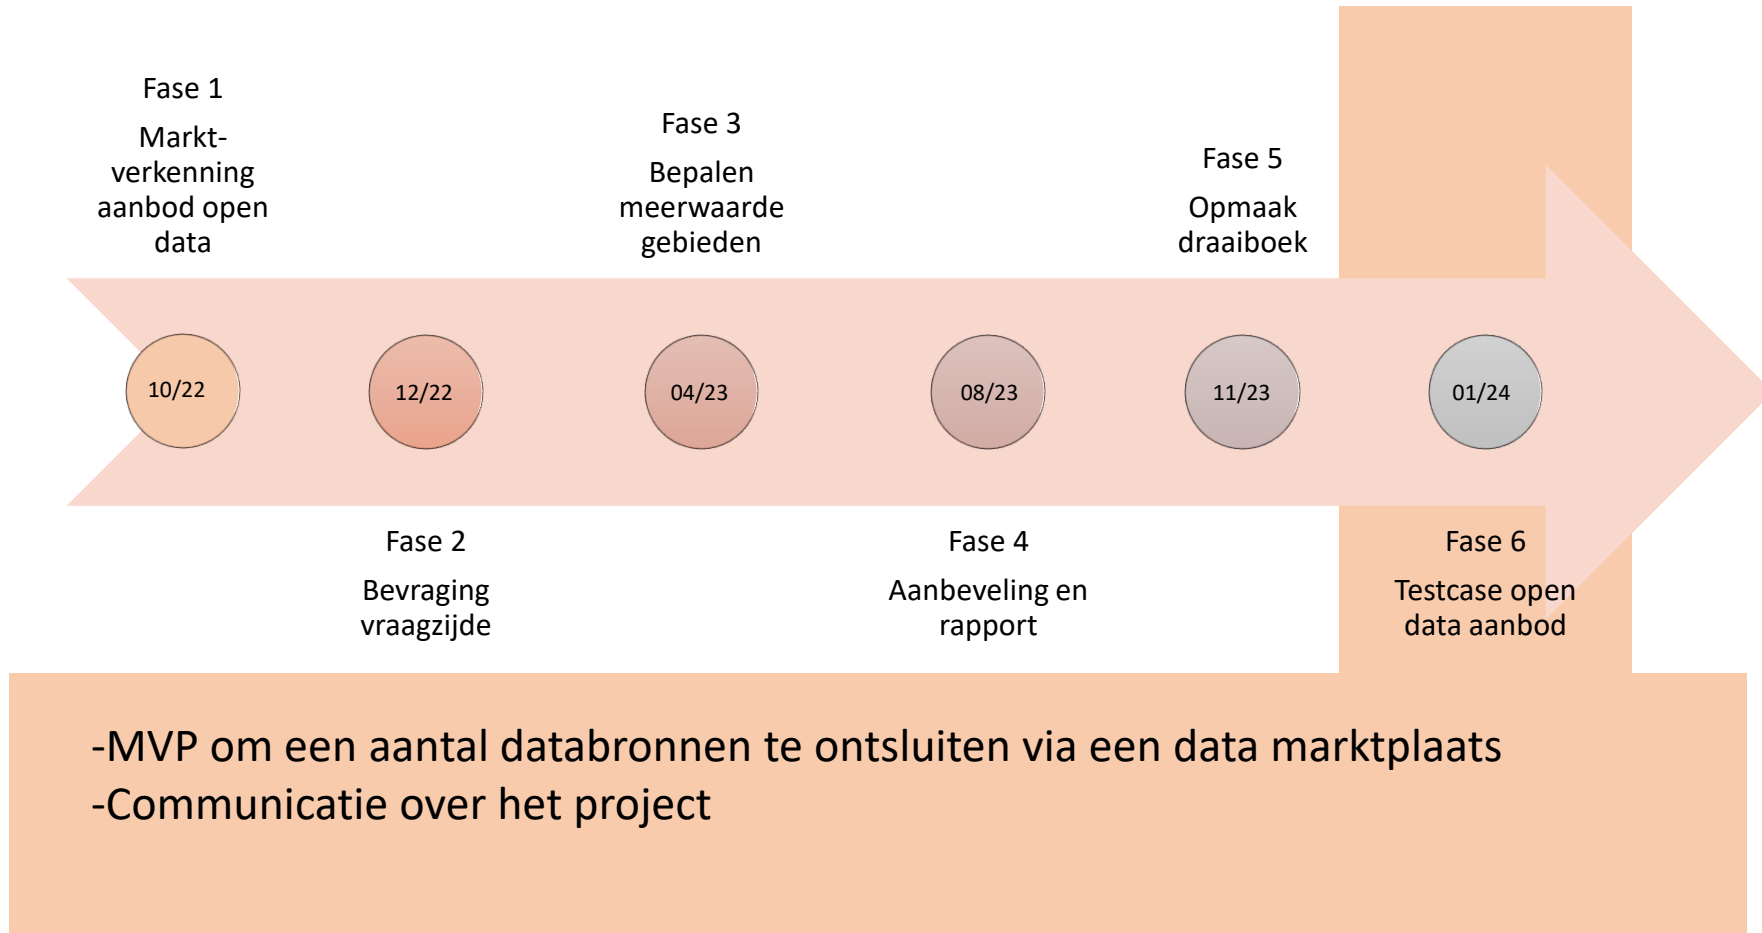 Fase 1
Markt-
verkenning
aanbod open
data
Fase 3
Bepalen
meerwaarde
gebieden
Fase 5
Opmaak
draaiboek
10/22
12/22
04/23
08/23
11/23
01/24
Fase 2
Bevraging
vraagzijde
Fase 4
Aanbeveling en
rapport
Fase 6
Testcase open
data aanbod
-MVP om een aantal databronnen te ontsluiten via een data marktplaats
-Communicatie over het project